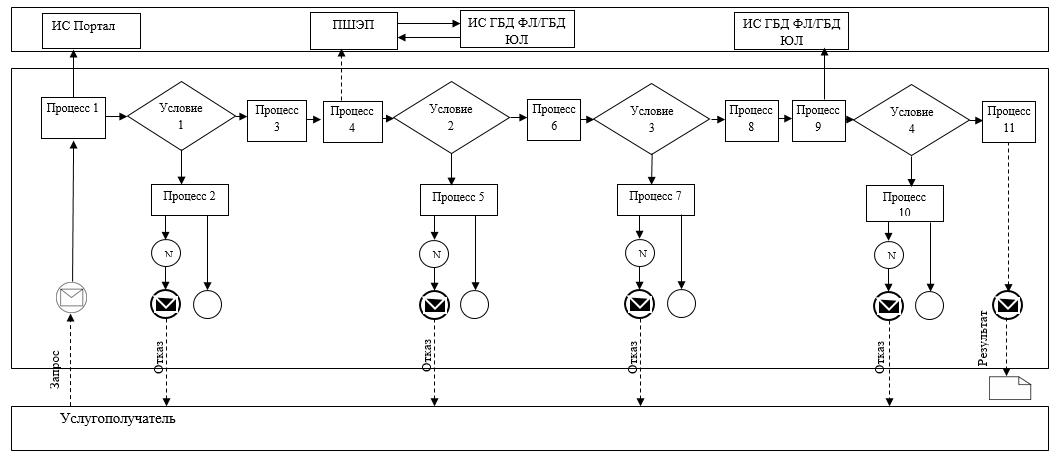 ИС Портал
ПШЭП
ИС ГБД ФЛ/ГБД
ЮЛ
ИС ГБД ФЛ/ГБД
ЮЛ
Процесс 1
Условие
1
Процесс
3
Процесс
4
Условие
2
Процесс
6
Условие
3
Процесс
8
Процесс
9
Условие
4
Процесс
11
Процесс 2
Процесс 5
Процесс 7
Процесс
10
N
N
N
N
Запрос
Отказ
Отказ
Отказ
Отказ
Результат
Услугополучатель